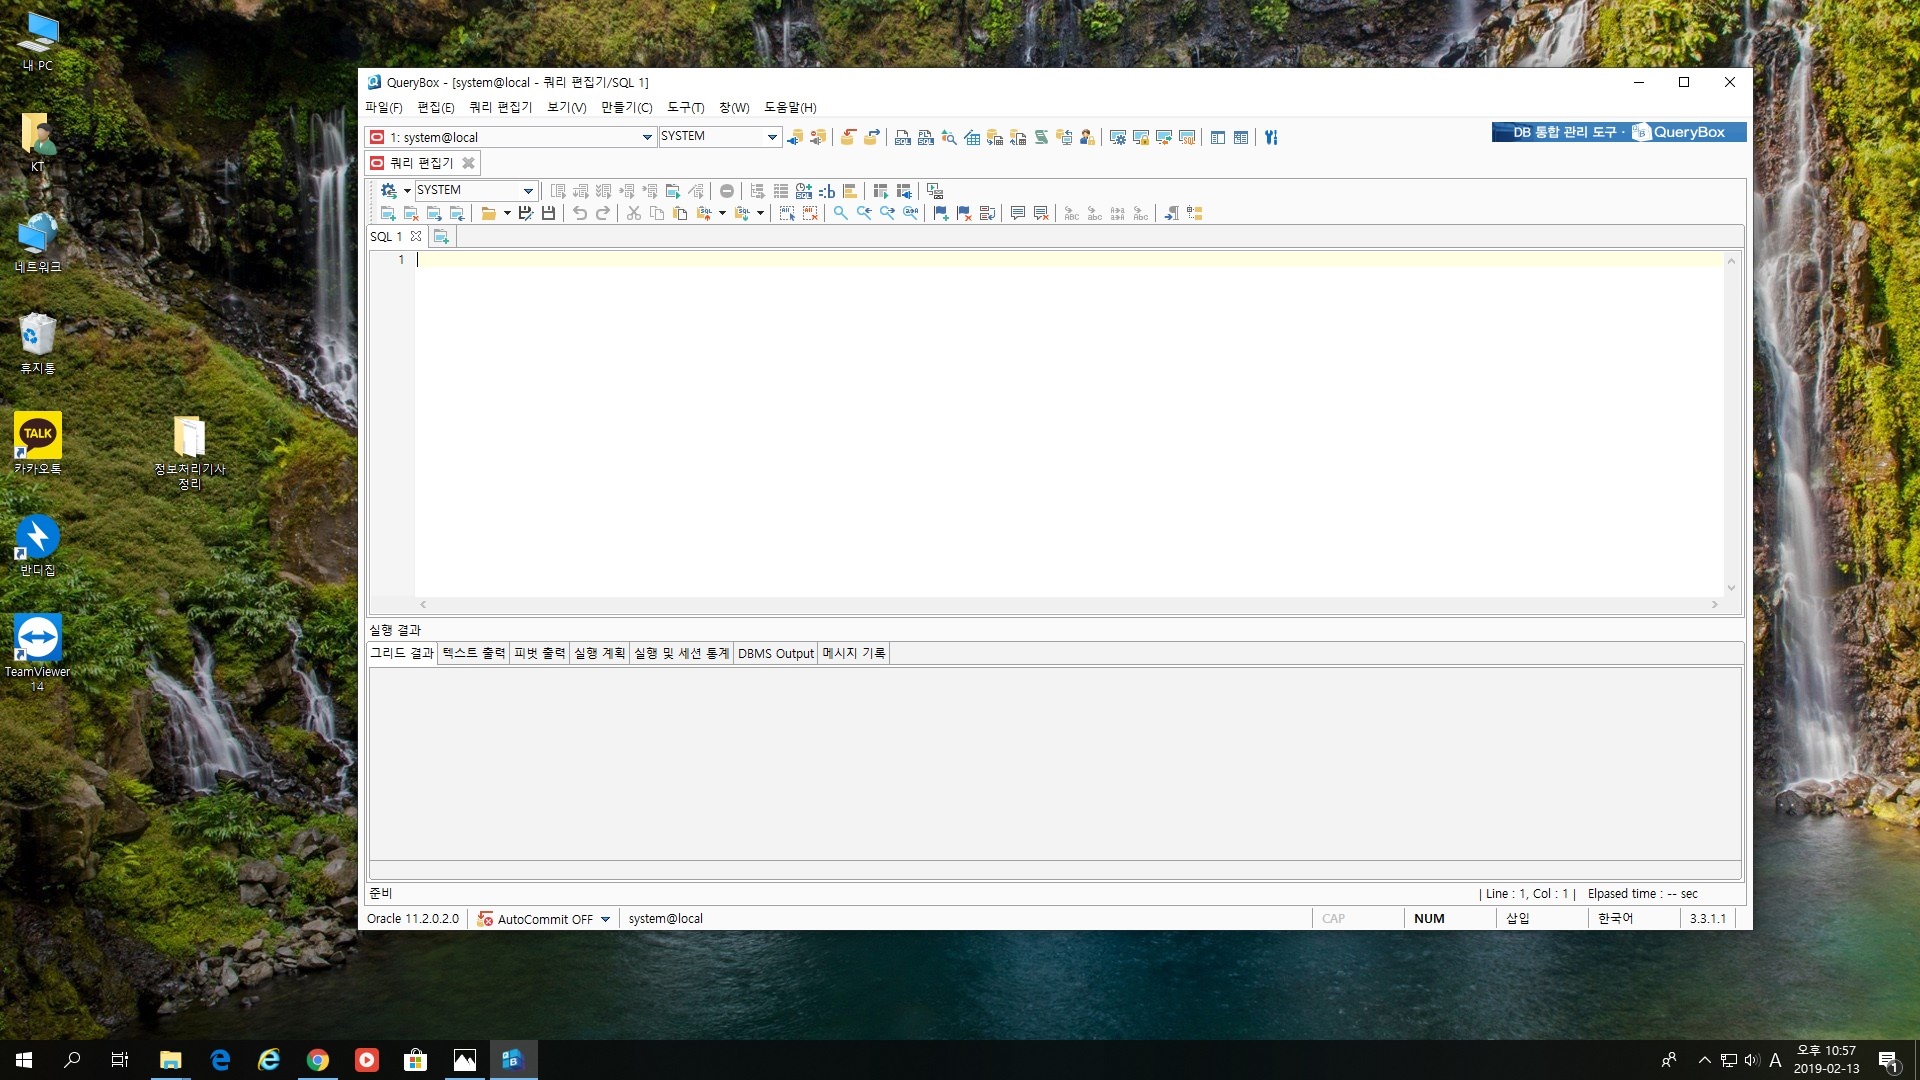 내 PC
KT
네트워크
휴지통
TALK
카카오톡
정보처리기사
정리
반디집
TeamViewer
14
QueryBox - [system@local - 쿼리 편집기/SQL 1]
파일(F) 편집(E) 쿼리 편집기 보기(V) 만들기(C) 도구(T) 창(W) 도움말(H)
1: system@local SYSTEM
DB 통합 관리 도구 · QueryBox
쿼리 편집기
SYSTEM
SQL 1
1
실행 결과
그리드 결과 텍스트 출력 피벗 출력 실행 계획 실행 및 세션 통계 DBMS Output 메시지 기록
준비 | Line : 1, Col : 1 | Elpased time : -- sec
Oracle 11.2.0.2.0 AutoCommit OFF system@local CAP NUM 삽입 한국어 3.3.1.1
A 오후 10:57
2019-02-13
1